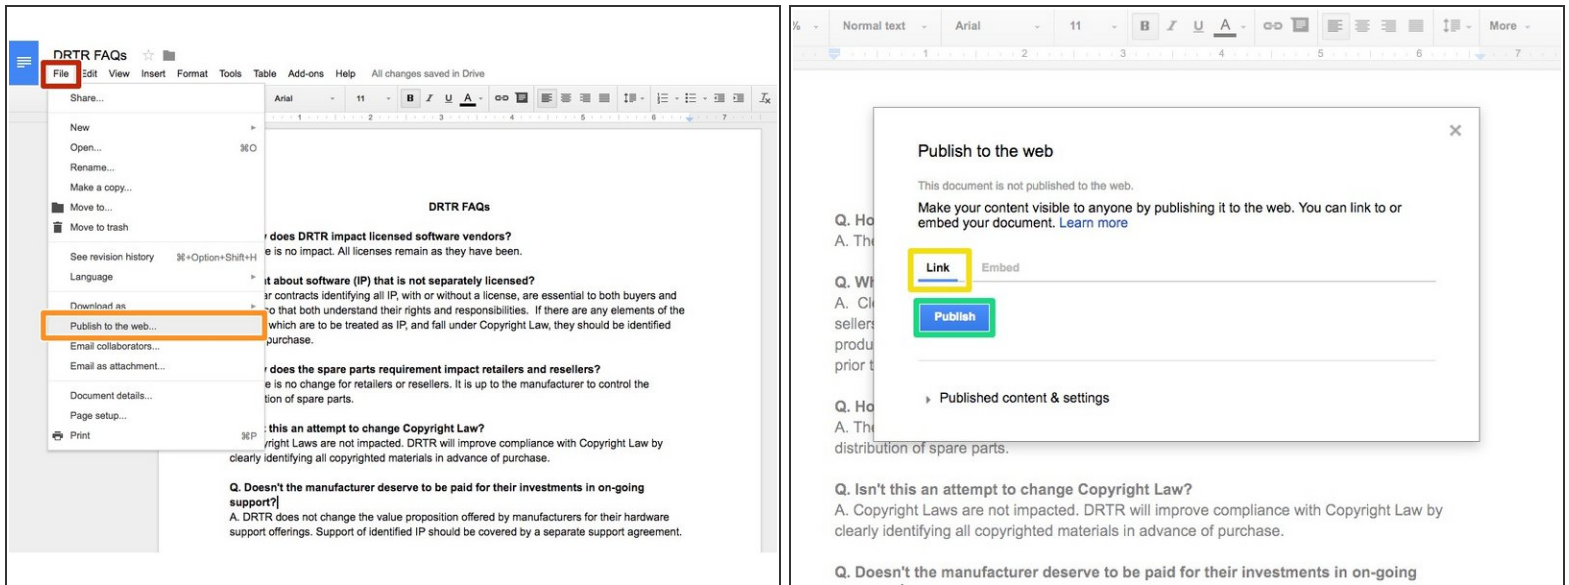 DRTR FAQs
File Edit View Insert Format Tools Table Add-ons Help All changes saved in Drive
Arial 11 B I U A
1 2 3 4 5 6 7
Share...
New
Open... ⌘O
Rename...
Make a copy...
Move to...
Move to trash
See revision history ⌘+Option+Shift+H
Language
Download as
Publish to the web...
Email collaborators...
Email as attachment...
Document details...
Page setup...
Print ⌘P
DRTR FAQs
does DRTR impact licensed software vendors?
e is no impact. All licenses remain as they have been.
t about software (IP) that is not separately licensed?
ar contracts identifying all IP, with or without a license, are essential to both buyers and
so that both understand their rights and responsibilities. If there are any elements of the
which are to be treated as IP, and fall under Copyright Law, they should be identified
purchase.
does the spare parts requirement impact retailers and resellers?
e is no change for retailers or resellers. It is up to the manufacturer to control the
tion of spare parts.
this an attempt to change Copyright Law?
yright Laws are not impacted. DRTR will improve compliance with Copyright Law by
clearly identifying all copyrighted materials in advance of purchase.
Q. Doesn't the manufacturer deserve to be paid for their investments in on-going
support?
A. DRTR does not change the value proposition offered by manufacturers for their hardware
support offerings. Support of identified IP should be covered by a separate support agreement.
% Normal text Arial 11 B I U A More
1 2 3 4 5 6 7
Publish to the web
This document is not published to the web.
Make your content visible to anyone by publishing it to the web. You can link to or
embed your document. Learn more
Link Embed
Publish
Published content & settings
Q. Ho
A. The
Q. Wh
A. Cl
sellers
produ
prior t
Q. Ho
A. The
distribution of spare parts.
Q. Isn't this an attempt to change Copyright Law?
A. Copyright Laws are not impacted. DRTR will improve compliance with Copyright Law by
clearly identifying all copyrighted materials in advance of purchase.
Q. Doesn't the manufacturer deserve to be paid for their investments in on-going